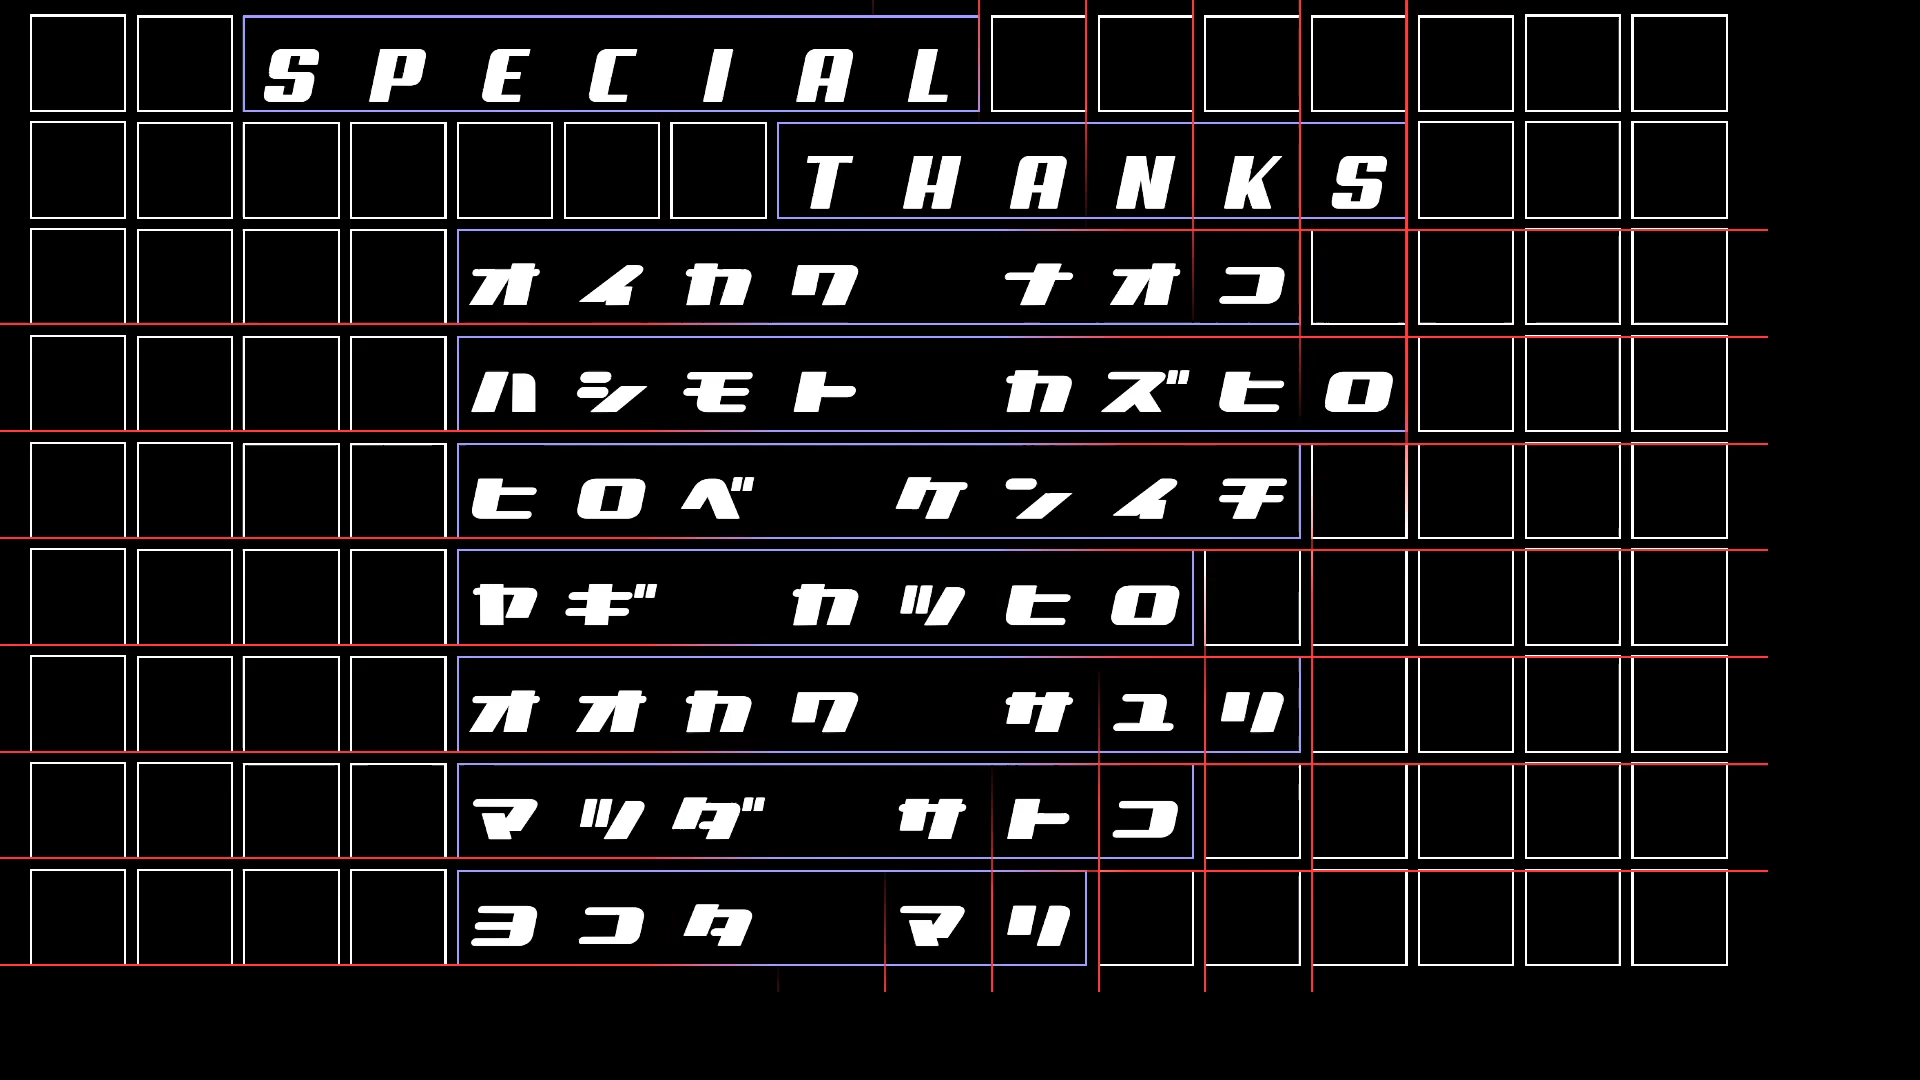 SPECIAL
THANKS
オイカワ ナオコ
ハシモト カズヒロ
ヒロベ ケンイチ
ヤギ カツヒロ
オオカワ サユリ
マツダ サトコ
ヨコタ マリ